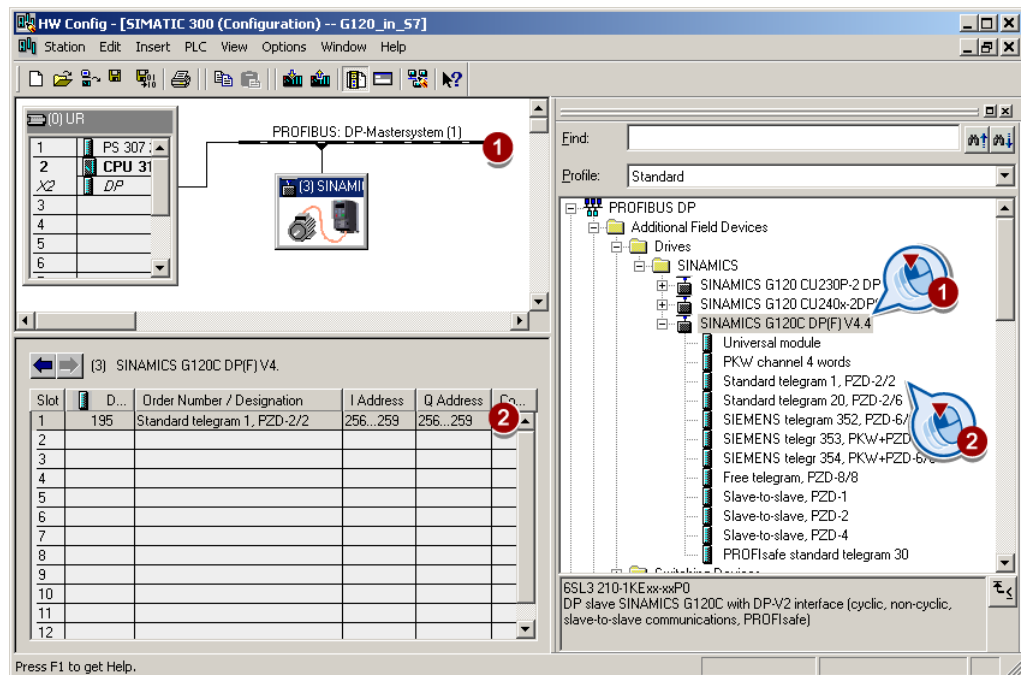 HW Config - [SIMATIC 300 (Configuration) -- G120_in_S7]
Station Edit Insert PLC View Options Window Help
(0) UR
1 PS 307
2 CPU 31
X2 DP
3
4
5
6
PROFIBUS: DP-Mastersystem (1)
1
(3) SINAMI
(3) SINAMICS G120C DP(F) V4.
Slot D... Order Number / Designation I Address Q Address Co...
1 195 Standard telegram 1, PZD-2/2 256...259 256...259
2
2
3
4
5
6
7
8
9
10
11
12
Find:
Profile: Standard
PROFIBUS DP
Additional Field Devices
Drives
SINAMICS
SINAMICS G120 CU230P-2 DP
SINAMICS G120 CU240x-2DP
SINAMICS G120C DP(F) V4.4
1
Universal module
PKW channel 4 words
Standard telegram 1, PZD-2/2
Standard telegram 20, PZD-2/6
SIEMENS telegram 352, PZD-6/
SIEMENS telegr 353, PKW+PZD
SIEMENS telegr 354, PKW+PZD-6/
2
Free telegram, PZD-8/8
Slave-to-slave, PZD-1
Slave-to-slave, PZD-2
Slave-to-slave, PZD-4
PROFIsafe standard telegram 30
6SL3 210-1KExx-xxP0
DP slave SINAMICS G120C with DP-V2 interface (cyclic, non-cyclic,
slave-to-slave communications, PROFIsafe)
Press F1 to get Help.